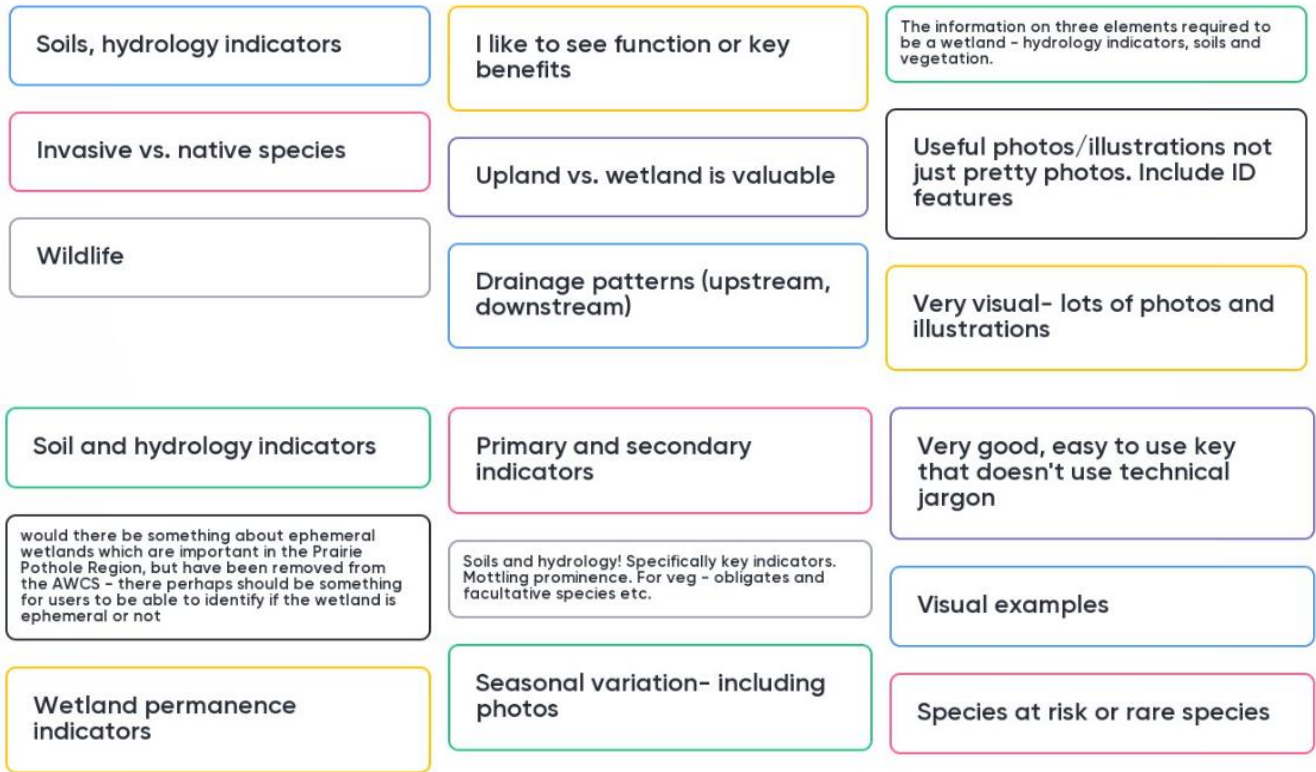 Soils, hydrology indicators
Invasive vs. native species
Wildlife
I like to see function or key
benefits
Upland vs. wetland is valuable
Drainage patterns (upstream,
downstream)
The information on three elements required to
be a wetland - hydrology indicators, soils and
vegetation.
Useful photos/illustrations not
just pretty photos. Include ID
features
Very visual- lots of photos and
illustrations
Soil and hydrology indicators
would there be something about ephemeral
wetlands which are important in the Prairie
Pothole Region, but have been removed from
the AWCS - there perhaps should be something
for users to be able to identify if the wetland is
ephemeral or not
Wetland permanence
indicators
Primary and secondary
indicators
Soils and hydrology! Specifically key indicators.
Mottling prominence. For veg - obligates and
facultative species etc.
Seasonal variation- including
photos
Very good, easy to use key
that doesn't use technical
jargon
Visual examples
Species at risk or rare species